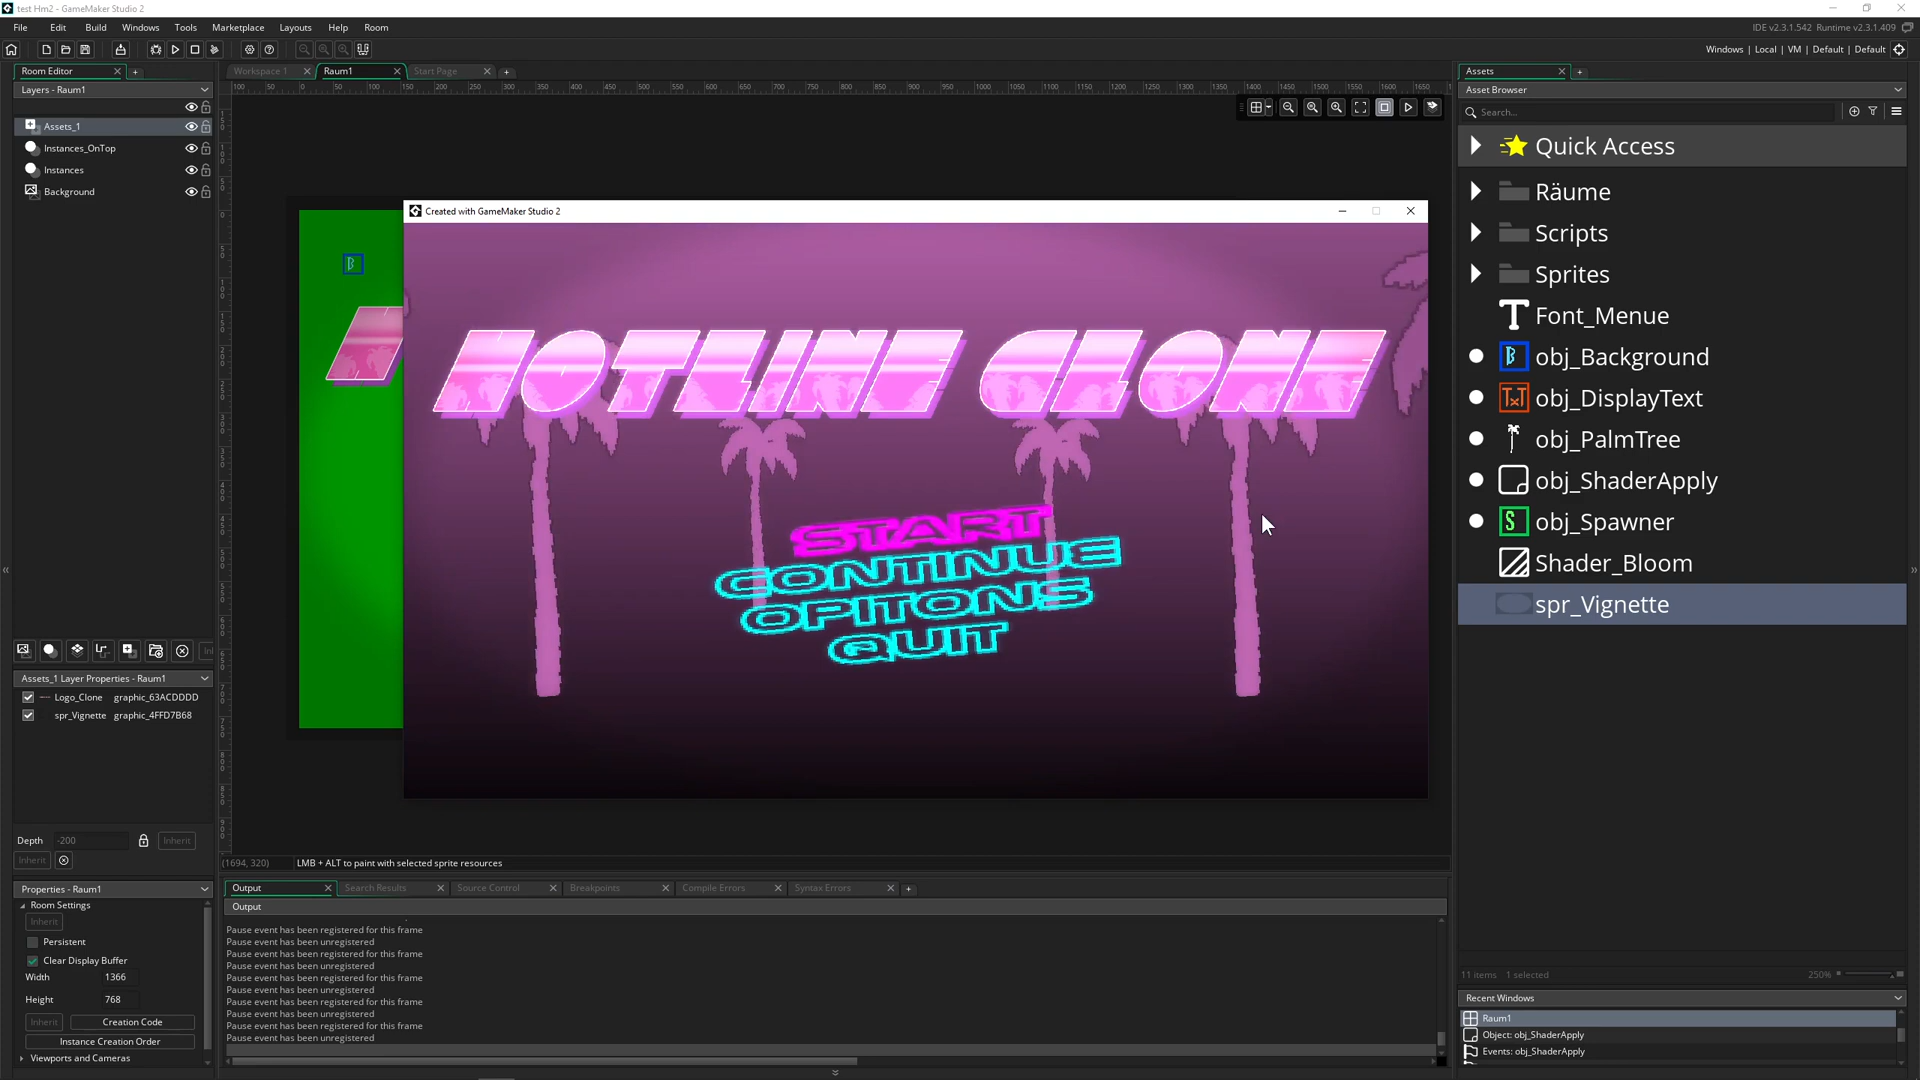 test Hm2 - GameMaker Studio 2
File Edit Build Windows Tools Marketplace Layouts Help Room
IDE v2.3.1.542 Runtime v2.3.1.409
Windows | Local | VM | Default | Default
Room Editor
Workspace 1
Raum1
Start Page
Assets
Layers - Raum1
Asset Browser
Search...
Assets_1
Instances_OnTop
Instances
Background
Created with GameMaker Studio 2
HOTLINE CLONE
START
CONTINUE
OPITONS
QUIT
Quick Access
Räume
Scripts
Sprites
Font_Menue
obj_Background
obj_DisplayText
obj_PalmTree
obj_ShaderApply
obj_Spawner
Shader_Bloom
spr_Vignette
Assets_1 Layer Properties - Raum1
Logo_Clone graphic_63ACDDDD
spr_Vignette graphic_4FFD7B68
Depth -200 Inherit
Inherit
(1694, 320) LMB + ALT to paint with selected sprite resources
Properties - Raum1
Room Settings
Inherit
Persistent
Clear Display Buffer
Width 1366
Height 768
Inherit Creation Code
Instance Creation Order
Viewports and Cameras
Output Search Results Source Control Breakpoints Compile Errors Syntax Errors
Output
Pause event has been registered for this frame
Pause event has been unregistered
Pause event has been registered for this frame
Pause event has been unregistered
Pause event has been registered for this frame
Pause event has been unregistered
Pause event has been registered for this frame
Pause event has been unregistered
Pause event has been registered for this frame
Pause event has been unregistered
11 items 1 selected 250%
Recent Windows
Raum1
Object: obj_ShaderApply
Events: obj_ShaderApply